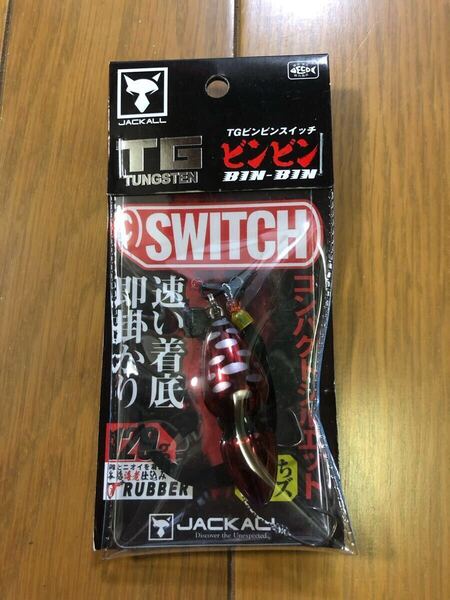 JACKALL
TG
TUNGSTEN
TGビンビンスイッチ
ビンビン
BIN-BIN
SWITCH
速い着底
即掛かり
コンパクトシルエット
RUBBER
JACKALL
Discover the Unexpected